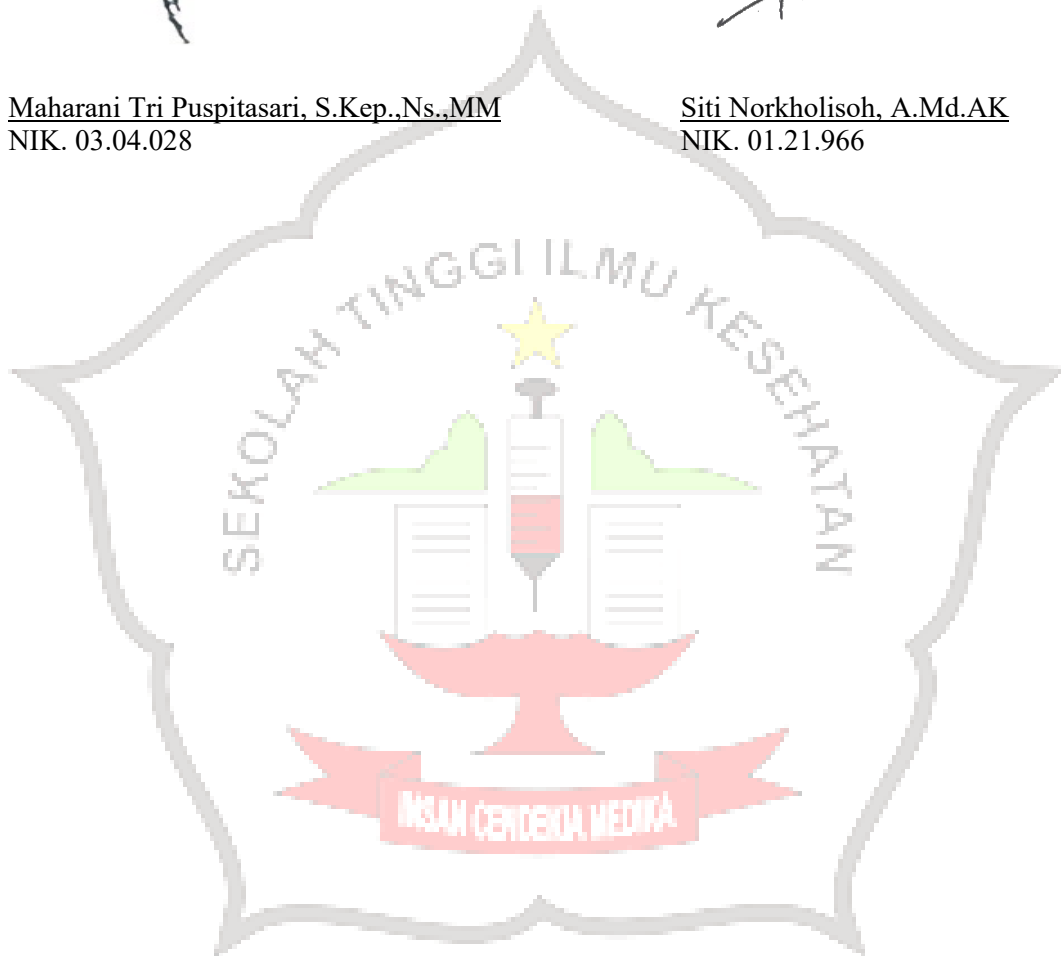 Maharani Tri Puspitasari, S.Kep.,Ns.,MM
NIK. 03.04.028
Siti Norkholisoh, A.Md.AK
NIK. 01.21.966
SEKOLAH TINGGI ILMU KESEHATAN
INSAN CENDEKIA MEDIKA